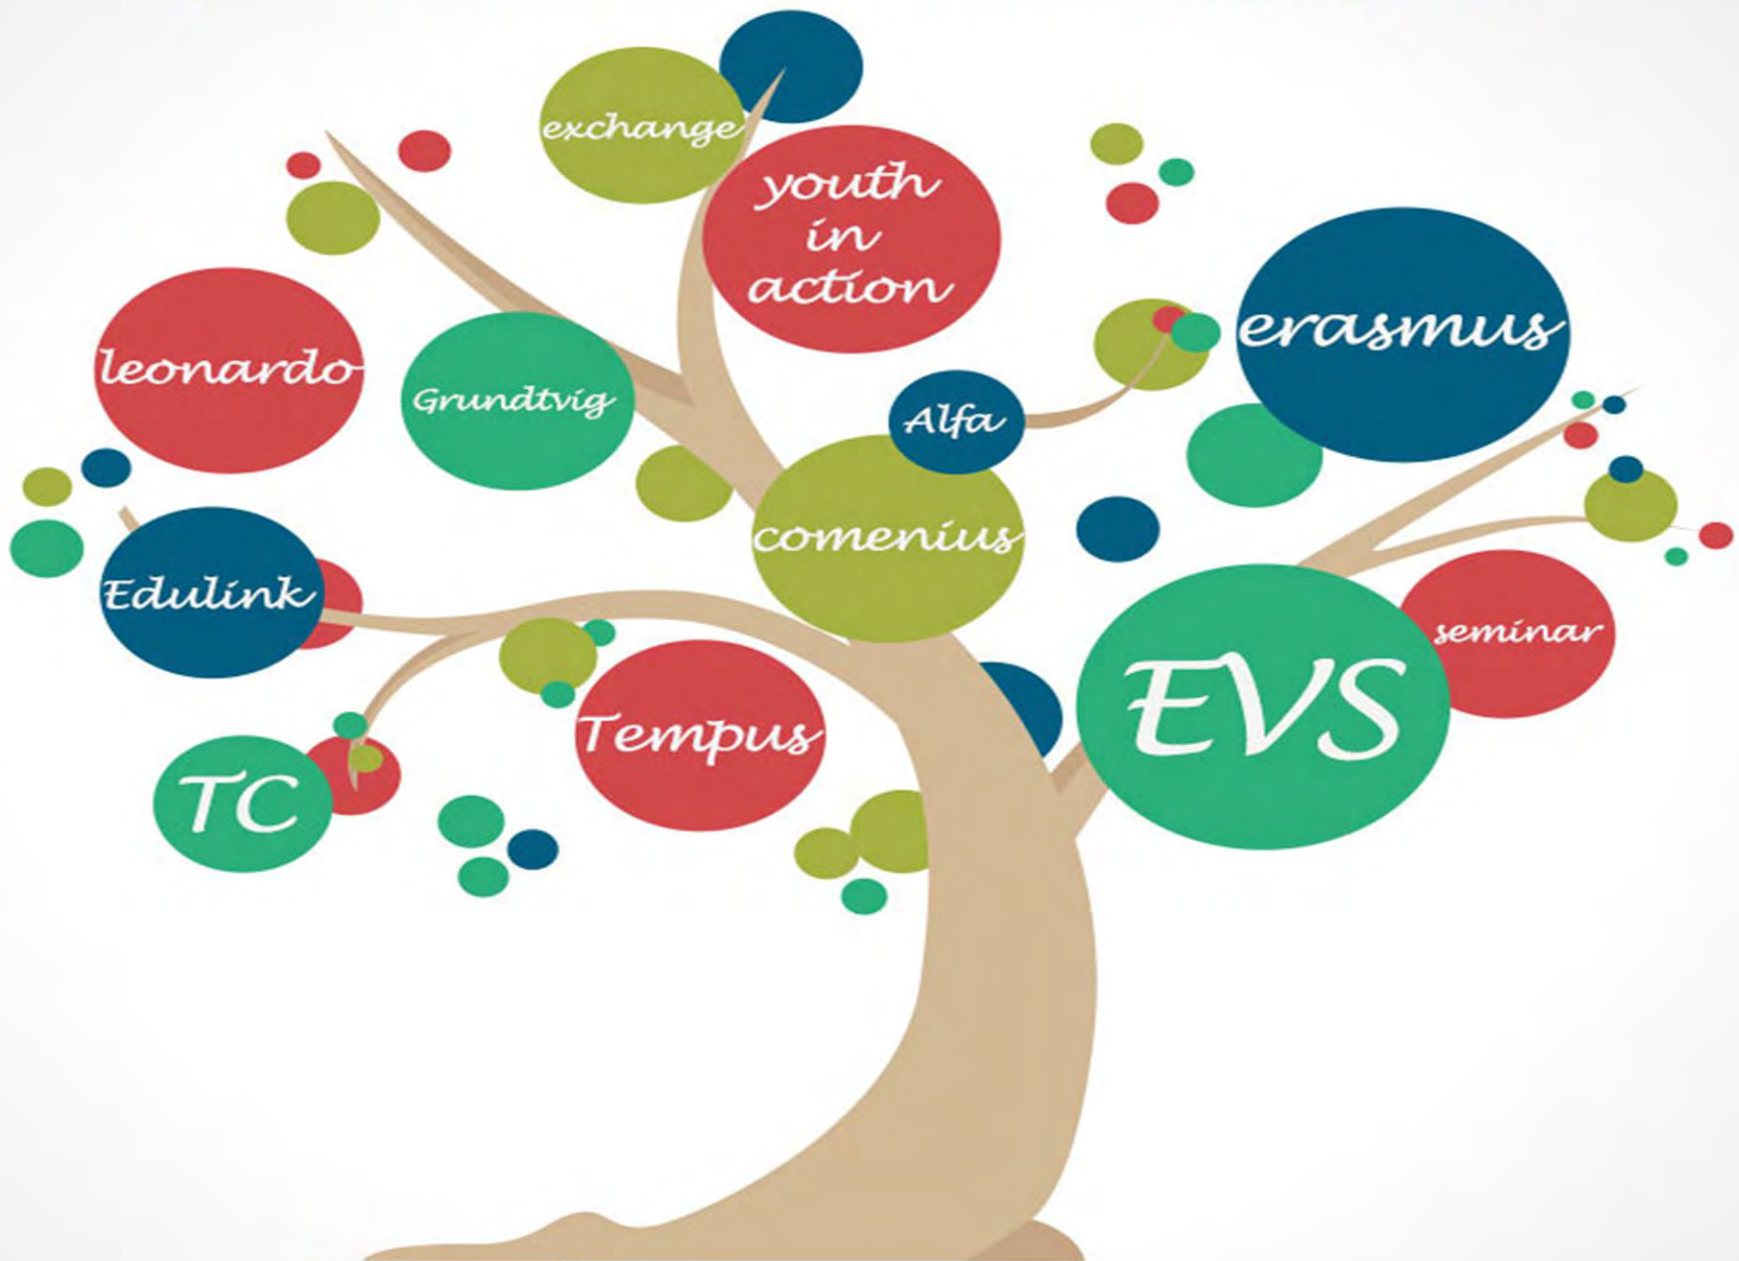 exchange
youth
in
action
erasmus
leonardo
Grundtvig
Alfa
comenius
Edulink
seminar
EVS
Tempus
TC